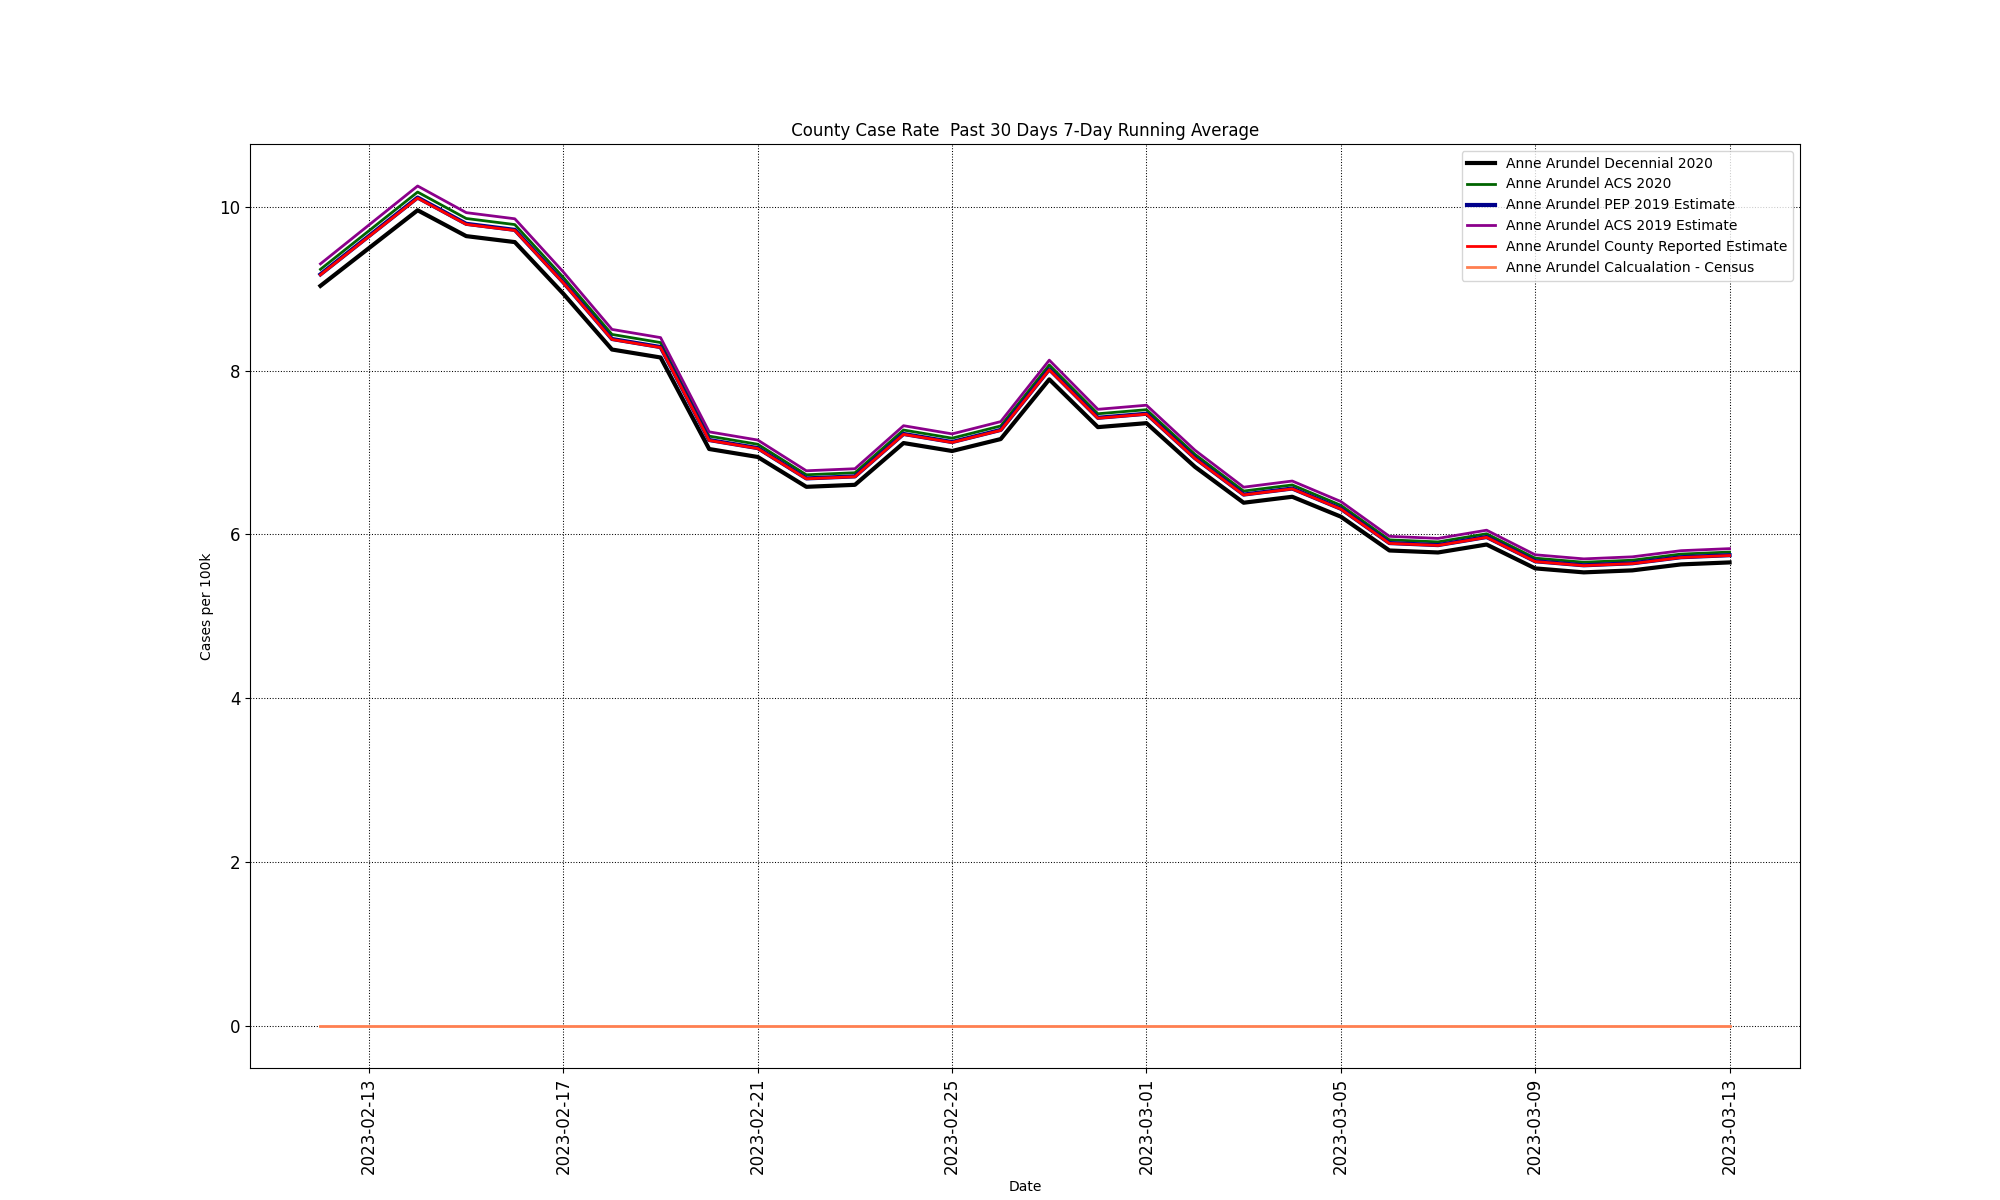 County Case Rate  Past 30 Days 7-Day Running Average
Anne Arundel Decennial 2020
Anne Arundel ACS 2020
Anne Arundel PEP 2019 Estimate
Anne Arundel ACS 2019 Estimate
Anne Arundel County Reported Estimate
Anne Arundel Calcualation - Census
Cases per 100k
10
8
6
4
2
0
2023-02-13
2023-02-17
2023-02-21
2023-02-25
2023-03-01
2023-03-05
2023-03-09
2023-03-13
Date